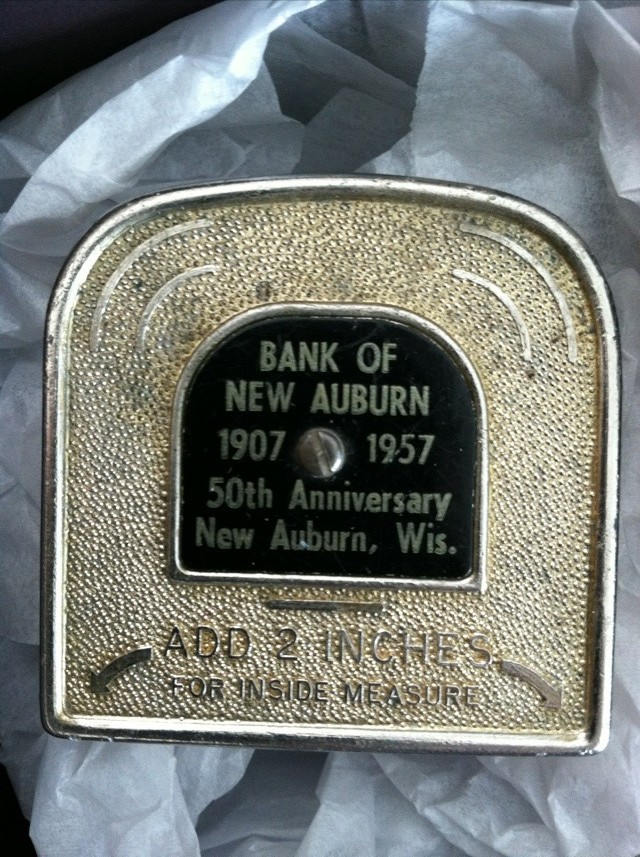 BANK OF
NEW AUBURN
1907 1957
50th Anniversary
New Auburn, Wis.
ADD 2 INCHES
FOR INSIDE MEASURE